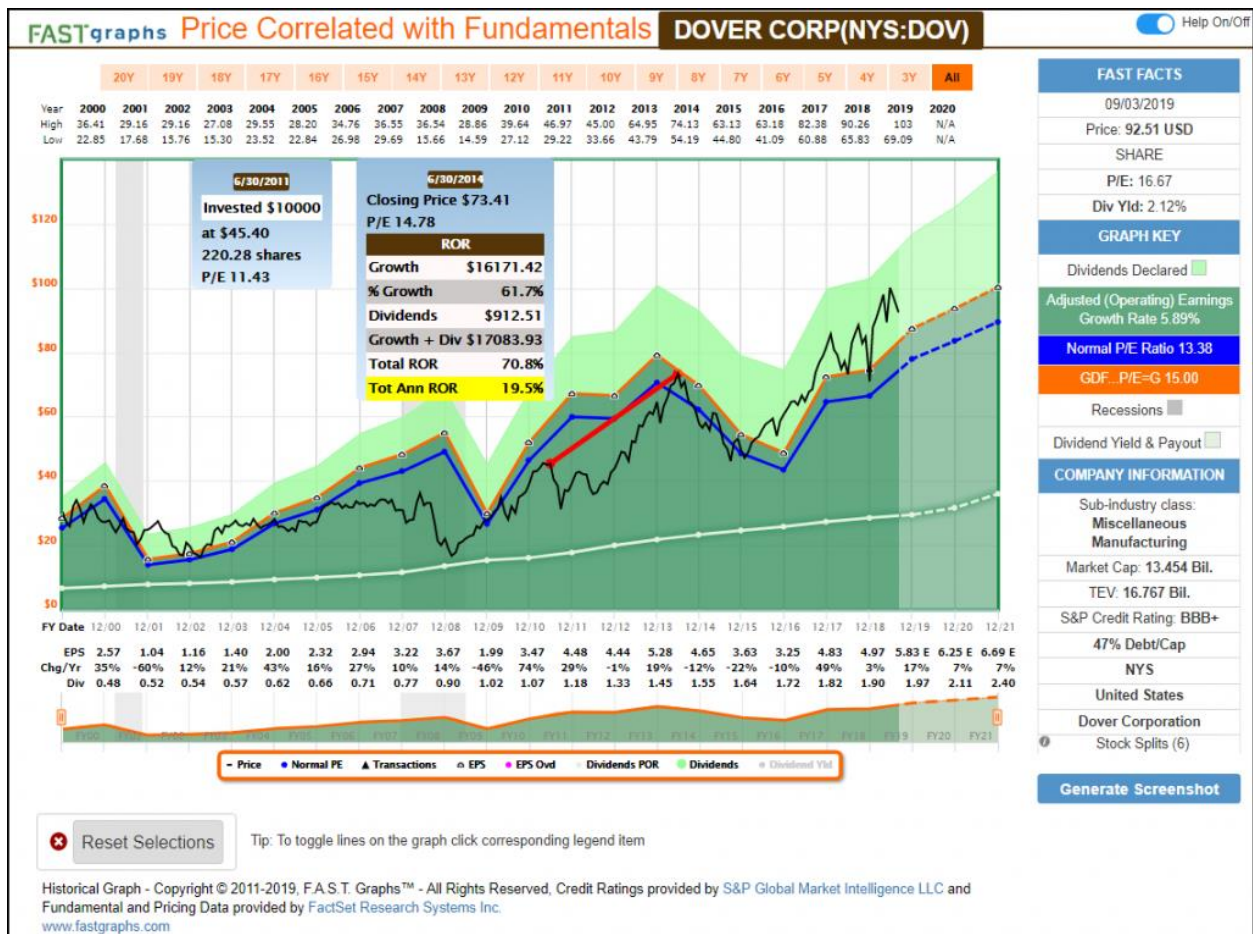 FAST graphs Price Correlated with Fundamentals DOVER CORP(NYS:DOV)
Help On/Off
20Y 19Y 18Y 17Y 16Y 15Y 14Y 13Y 12Y 11Y 10Y 9Y 8Y 7Y 6Y 5Y 4Y 3Y All
Year 2000 2001 2002 2003 2004 2005 2006 2007 2008 2009 2010 2011 2012 2013 2014 2015 2016 2017 2018 2019 2020
High 36.41 29.16 29.16 27.08 29.55 28.20 34.76 36.55 36.54 28.86 39.64 46.97 45.00 64.95 74.13 63.13 63.18 82.38 90.26 103 N/A
Low 22.85 17.68 15.76 15.30 23.52 22.84 26.98 29.69 15.66 14.59 27.12 29.22 33.66 43.79 54.19 44.80 41.09 60.88 65.83 69.09 N/A
6/30/2011
Invested $10000
at $45.40
220.28 shares
P/E 11.43
6/30/2014
Closing Price $73.41
P/E 14.78
ROR
Growth $16171.42
% Growth 61.7%
Dividends $912.51
Growth + Div $17083.93
Total ROR 70.8%
Tot Ann ROR 19.5%
$120
$100
$80
$60
$40
$20
$0
FY Date 12/00 12/01 12/02 12/03 12/04 12/05 12/06 12/07 12/08 12/09 12/10 12/11 12/12 12/13 12/14 12/15 12/16 12/17 12/18 12/19 12/20 12/21
EPS 2.57 1.04 1.16 1.40 2.00 2.32 2.94 3.22 3.67 1.99 3.47 4.48 4.44 5.28 4.65 3.63 3.25 4.83 4.97 5.83 E 6.25 E 6.69 E
Chg/Yr 35% -60% 12% 21% 43% 16% 27% 10% 14% -46% 74% 29% -1% 19% -12% -22% -10% 49% 3% 17% 7% 7%
Div 0.48 0.52 0.54 0.57 0.62 0.66 0.71 0.77 0.90 1.02 1.07 1.18 1.33 1.45 1.55 1.64 1.72 1.82 1.90 1.97 2.11 2.40
FY00 FY03 FY04 FY05 FY06 FY07 FY08 FY09 FY10 FY11 FY12 FY13 FY14 FY15 FY16 FY17 FY18 FY19 FY20 FY21
Price Normal PE Transactions EPS EPS Ovd Dividends POR Dividends Dividend Yld
Reset Selections
Tip: To toggle lines on the graph click corresponding legend item
Historical Graph - Copyright © 2011-2019, F.A.S.T. Graphs™ - All Rights Reserved, Credit Ratings provided by S&P Global Market Intelligence LLC and
Fundamental and Pricing Data provided by FactSet Research Systems Inc.
www.fastgraphs.com
FAST FACTS
09/03/2019
Price: 92.51 USD
SHARE
P/E: 16.67
Div Yld: 2.12%
GRAPH KEY
Dividends Declared
Adjusted (Operating) Earnings
Growth Rate 5.89%
Normal P/E Ratio 13.38
GDF...P/E=G 15.00
Recessions
Dividend Yield & Payout
COMPANY INFORMATION
Sub-industry class:
Miscellaneous
Manufacturing
Market Cap: 13.454 Bil.
TEV: 16.767 Bil.
S&P Credit Rating: BBB+
47% Debt/Cap
NYS
United States
Dover Corporation
Stock Splits (6)
Generate Screenshot